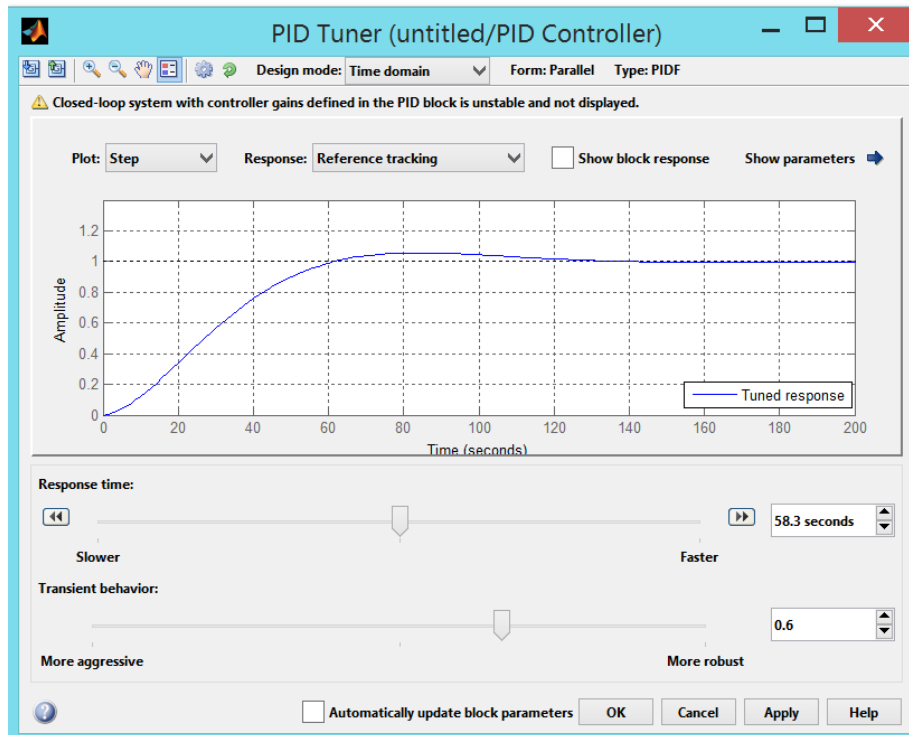 PID Tuner (untitled/PID Controller)
Design mode: Time domain Form: Parallel Type: PIDF
Closed-loop system with controller gains defined in the PID block is unstable and not displayed.
Plot: Step Response: Reference tracking Show block response Show parameters
1.2
1
0.8
0.6
0.4
0.2
0
Amplitude
Tuned response
0 20 40 60 80 100 120 140 160 180 200
Time (seconds)
Response time:
58.3 seconds
Slower Faster
Transient behavior:
0.6
More aggressive More robust
Automatically update block parameters OK Cancel Apply Help